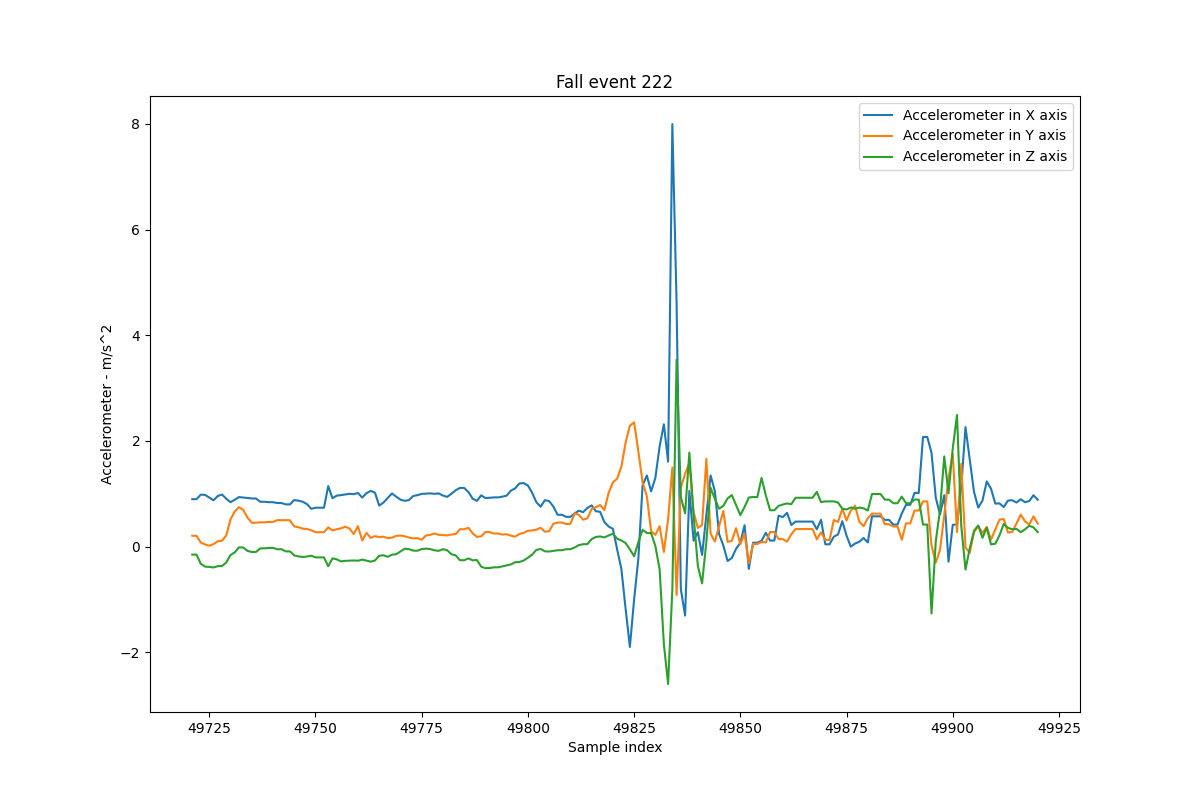 Fall event 222
Accelerometer in X axis
Accelerometer in Y axis
Accelerometer in Z axis
8
6
4
2
0
−2
Accelerometer - m/s^2
49725 49750 49775 49800 49825 49850 49875 49900 49925
Sample index